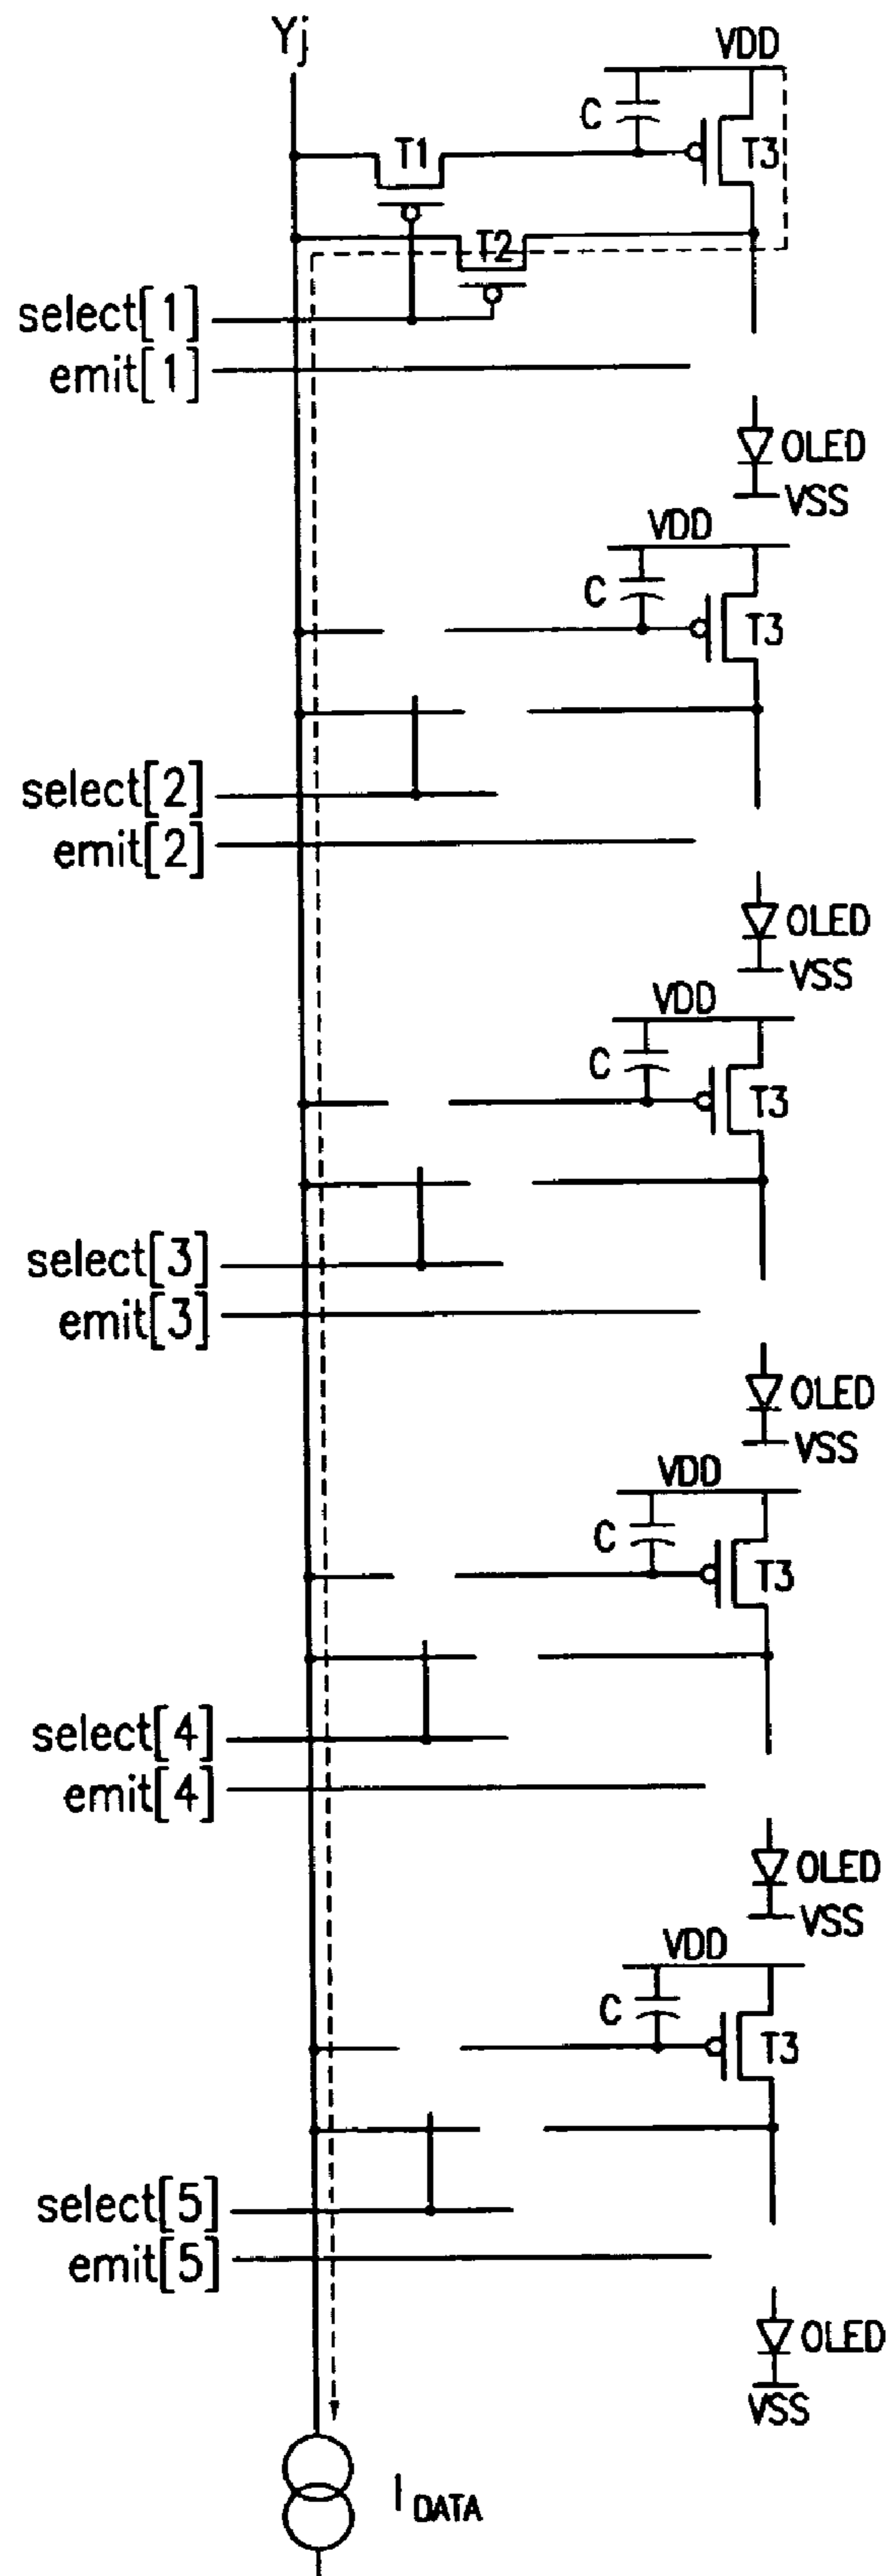 Yj
VDD
C
T1
T3
T2
select[1]
emit[1]
OLED
VSS
VDD
C
T3
select[2]
emit[2]
OLED
VSS
VDD
C
T3
select[3]
emit[3]
OLED
VSS
VDD
C
T3
select[4]
emit[4]
OLED
VSS
VDD
C
T3
select[5]
emit[5]
OLED
VSS
I DATA